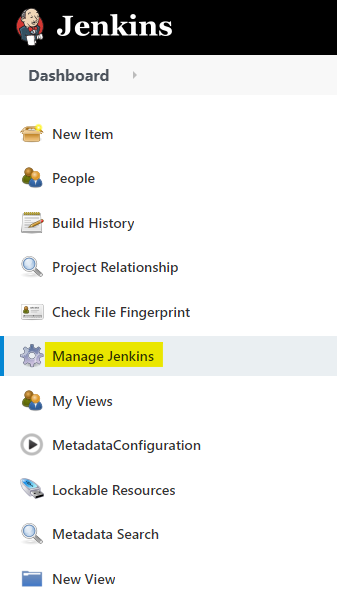 Jenkins
Dashboard
New Item
People
Build History
Project Relationship
Check File Fingerprint
Manage Jenkins
My Views
MetadataConfiguration
Lockable Resources
Metadata Search
New View